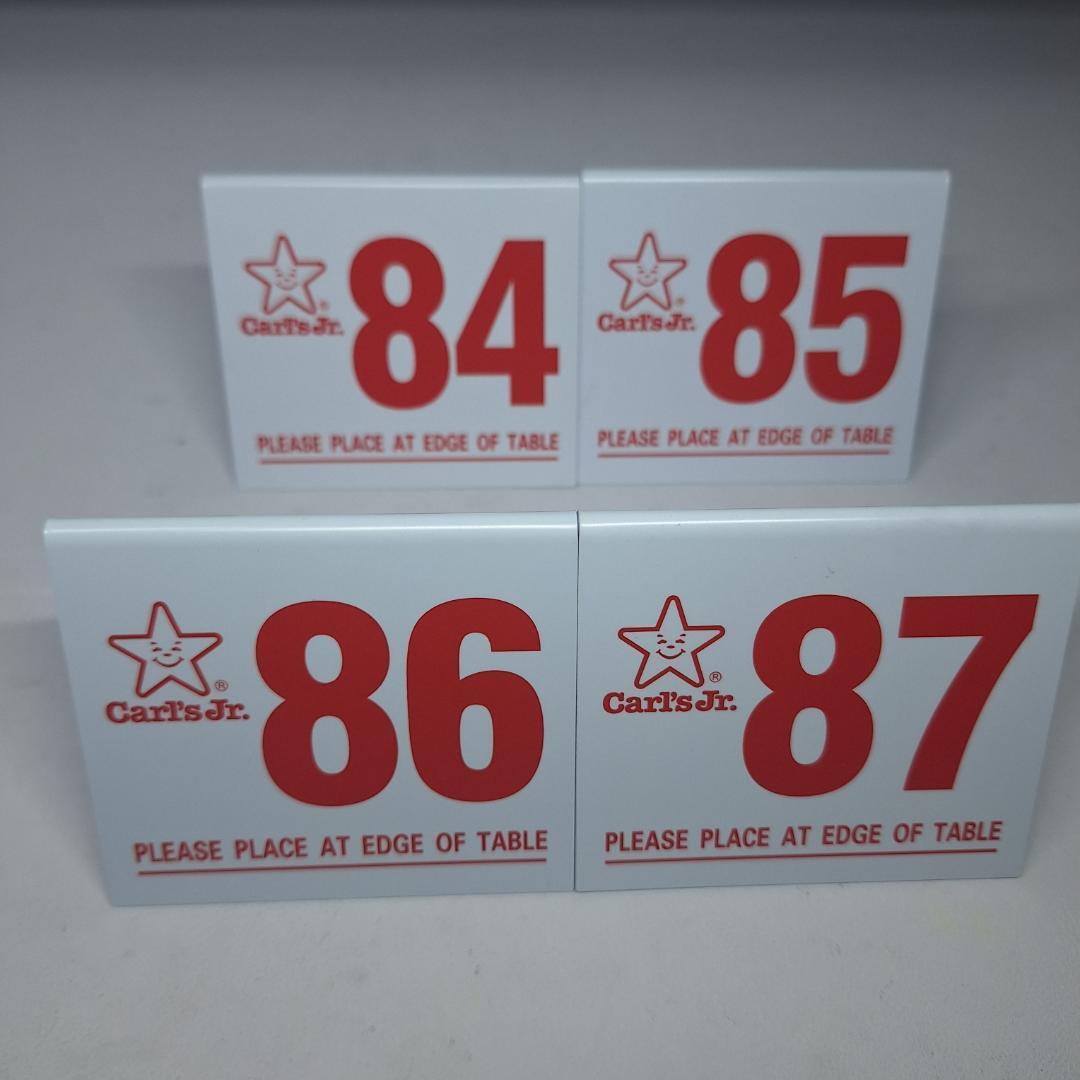 84
Carl's Jr.®
PLEASE PLACE AT EDGE OF TABLE
85
Carl's Jr.®
PLEASE PLACE AT EDGE OF TABLE
86
Carl's Jr.®
PLEASE PLACE AT EDGE OF TABLE
87
Carl's Jr.®
PLEASE PLACE AT EDGE OF TABLE